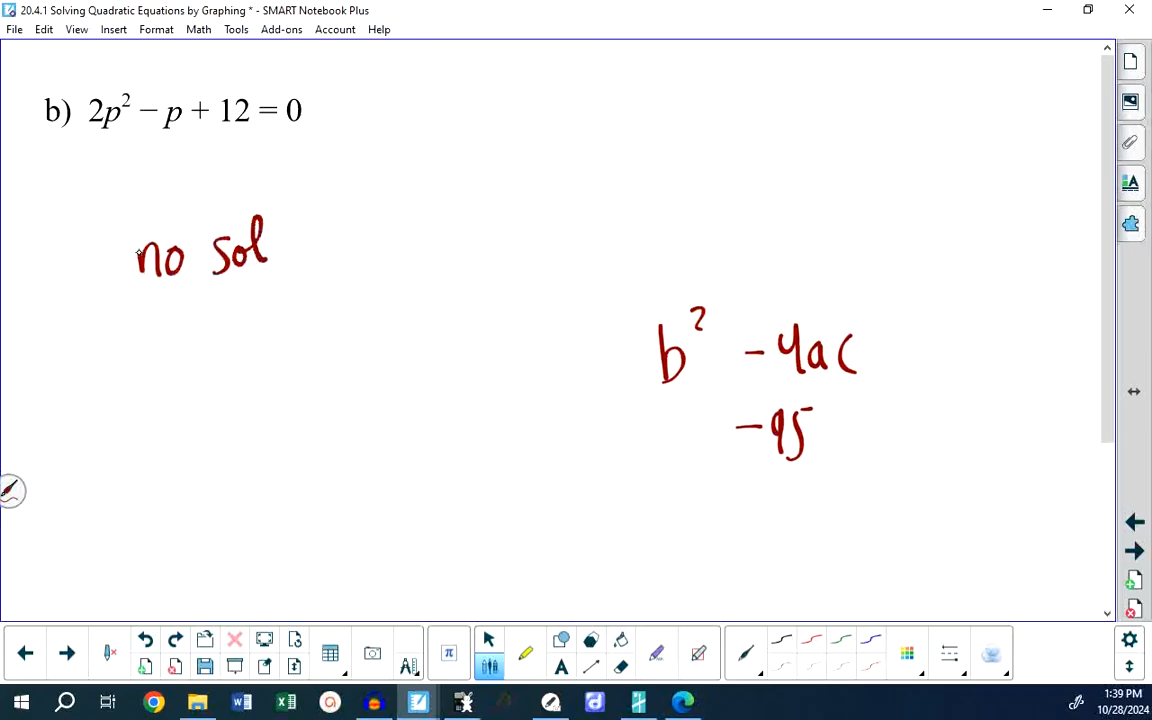 20.4.1 Solving Quadratic Equations by Graphing * - SMART Notebook Plus
File Edit View Insert Format Math Tools Add-ons Account Help
b) 2p² − p + 12 = 0
no sol
b² - 4ac
-95
1:39 PM
10/28/2024